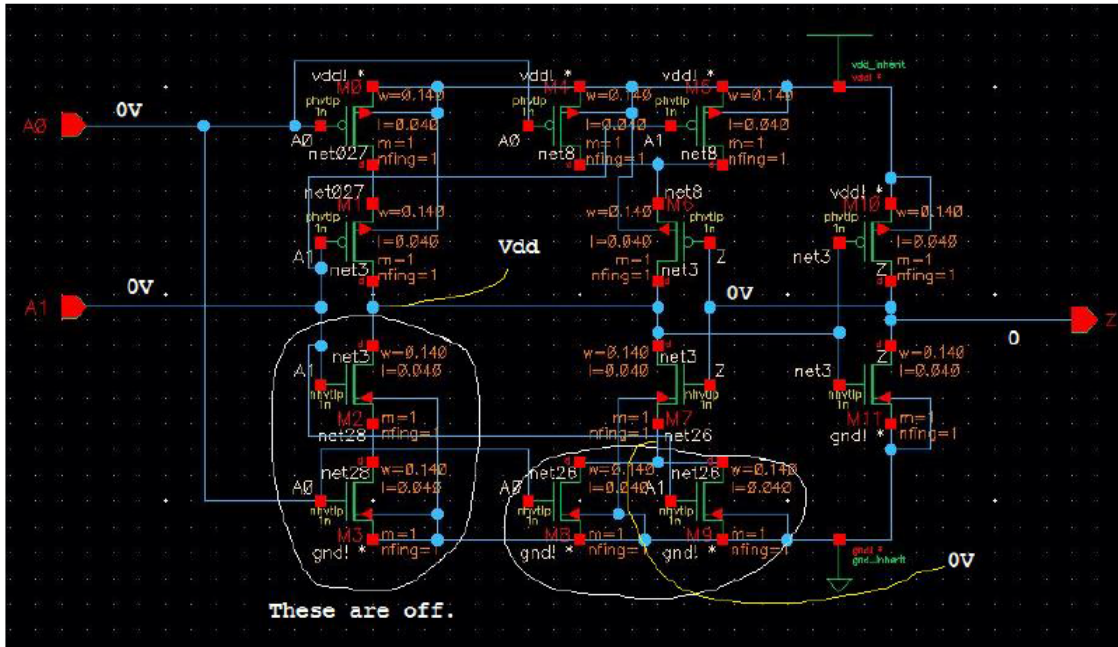 vdd_inherit
vdd! * vdd! * vdd! *
vdd! *
M0 M4 M5
w=0.140 w=0.140 w=0.140
0V
phvtlp phvtlp phvtlp
1n 1n 1n
A0
l=0.040 l=0.040 l=0.040
A0 A0 A1
m=1 m=1 m=1
net027 net8 net8
nfing=1 nfing=1 nfing=1
net027 net8 vdd! *
M1 M6 M10
w=0.140 w=0.140 w=0.140
phvtlp phvtlp phvtlp
1n 1n 1n
l=0.040 l=0.040 l=0.040
Vdd
A1 Z net3
m=1 m=1 m=1
net3 net3 Z
nfing=1 nfing=1 nfing=1
0V 0V
A1 Z
0
net3 net3 Z
w=0.140 w=0.140 w=0.140
A1 Z net3
l=0.040 l=0.040 l=0.040
nhvtlp nhvtlp nhvtlp
1n 1n 1n
M2 M7 M11
m=1 m=1 m=1
net28 net26 gnd! *
nfing=1 nfing=1 nfing=1
net28 net26 net26
w=0.140 w=0.140 w=0.140
A0 A0 A1
l=0.040 l=0.040 l=0.040
nhvtlp nhvtlp nhvtlp
1n 1n 1n
M3 M8 M9
m=1 m=1 m=1
gnd! * gnd! * gnd! *
nfing=1 nfing=1 nfing=1
gnd! *
gnd_inherit
0V
These are off.